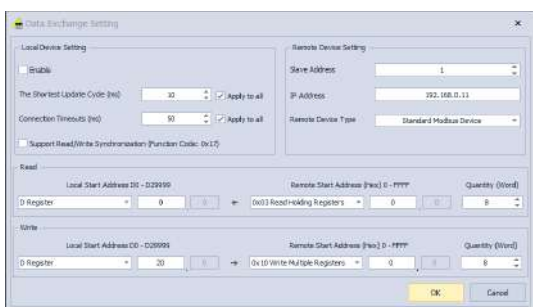 Data Exchange Setting
Local Device Setting
Enable
The Shortest Update Cycle (ms) 10 Apply to all
Connection Timeouts (ms) 50 Apply to all
Support Read/Write Synchronization (Function Code: 0x17)
Remote Device Setting
Slave Address 1
IP Address 192.168.0.11
Remote Device Type Standard Modbus Device
Read
Local Start Address D0 - D29999 Remote Start Address (Hex) 0 - FFFF Quantity (Word)
D Register 0 0x03 Read Holding Registers 0 8
Write
Local Start Address D0 - D29999 Remote Start Address (Hex) 0 - FFFF Quantity (Word)
D Register 20 0x10 Write Multiple Registers 0 8
OK Cancel